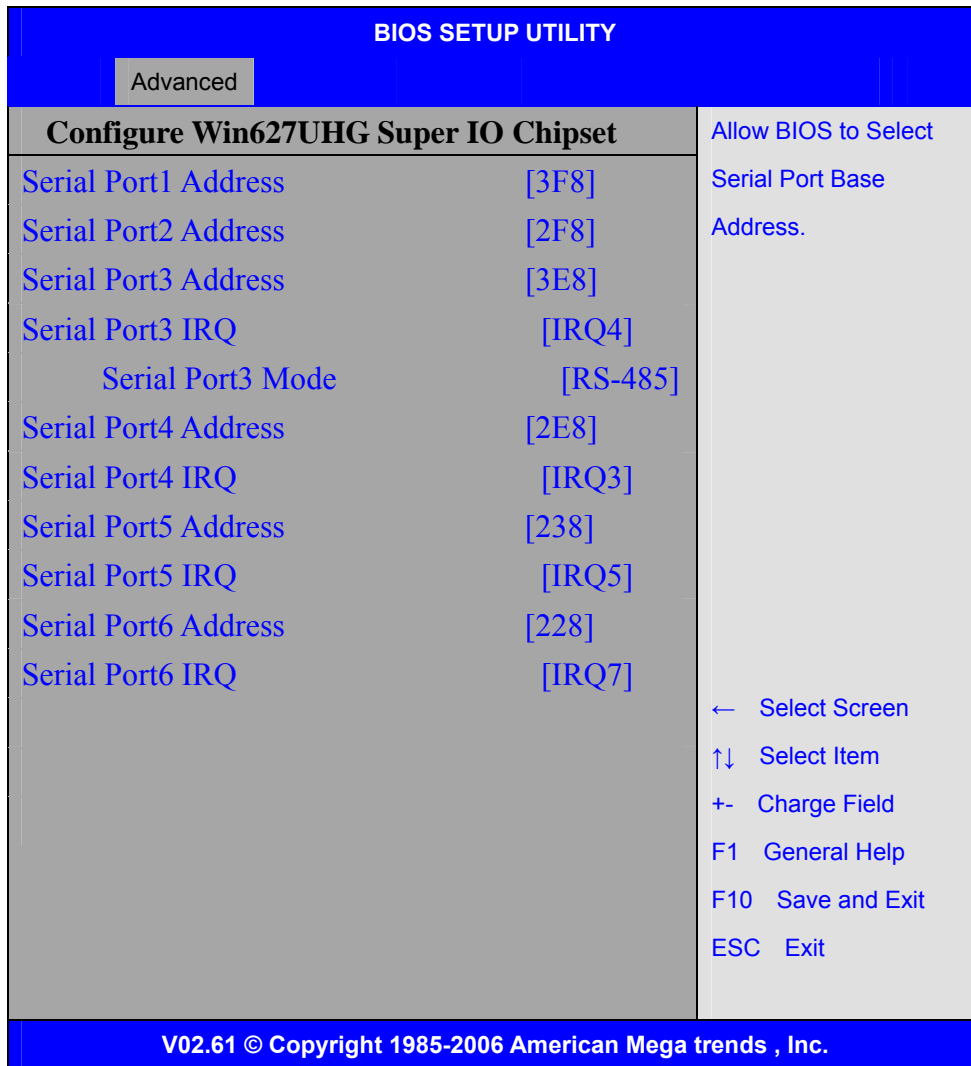 BIOS SETUP UTILITY
Advanced
Configure Win627UHG Super IO Chipset
Serial Port1 Address [3F8]
Serial Port2 Address [2F8]
Serial Port3 Address [3E8]
Serial Port3 IRQ [IRQ4]
Serial Port3 Mode [RS-485]
Serial Port4 Address [2E8]
Serial Port4 IRQ [IRQ3]
Serial Port5 Address [238]
Serial Port5 IRQ [IRQ5]
Serial Port6 Address [228]
Serial Port6 IRQ [IRQ7]
Allow BIOS to Select
Serial Port Base
Address.
← Select Screen
↑↓ Select Item
+- Charge Field
F1 General Help
F10 Save and Exit
ESC Exit
V02.61 © Copyright 1985-2006 American Mega trends , Inc.